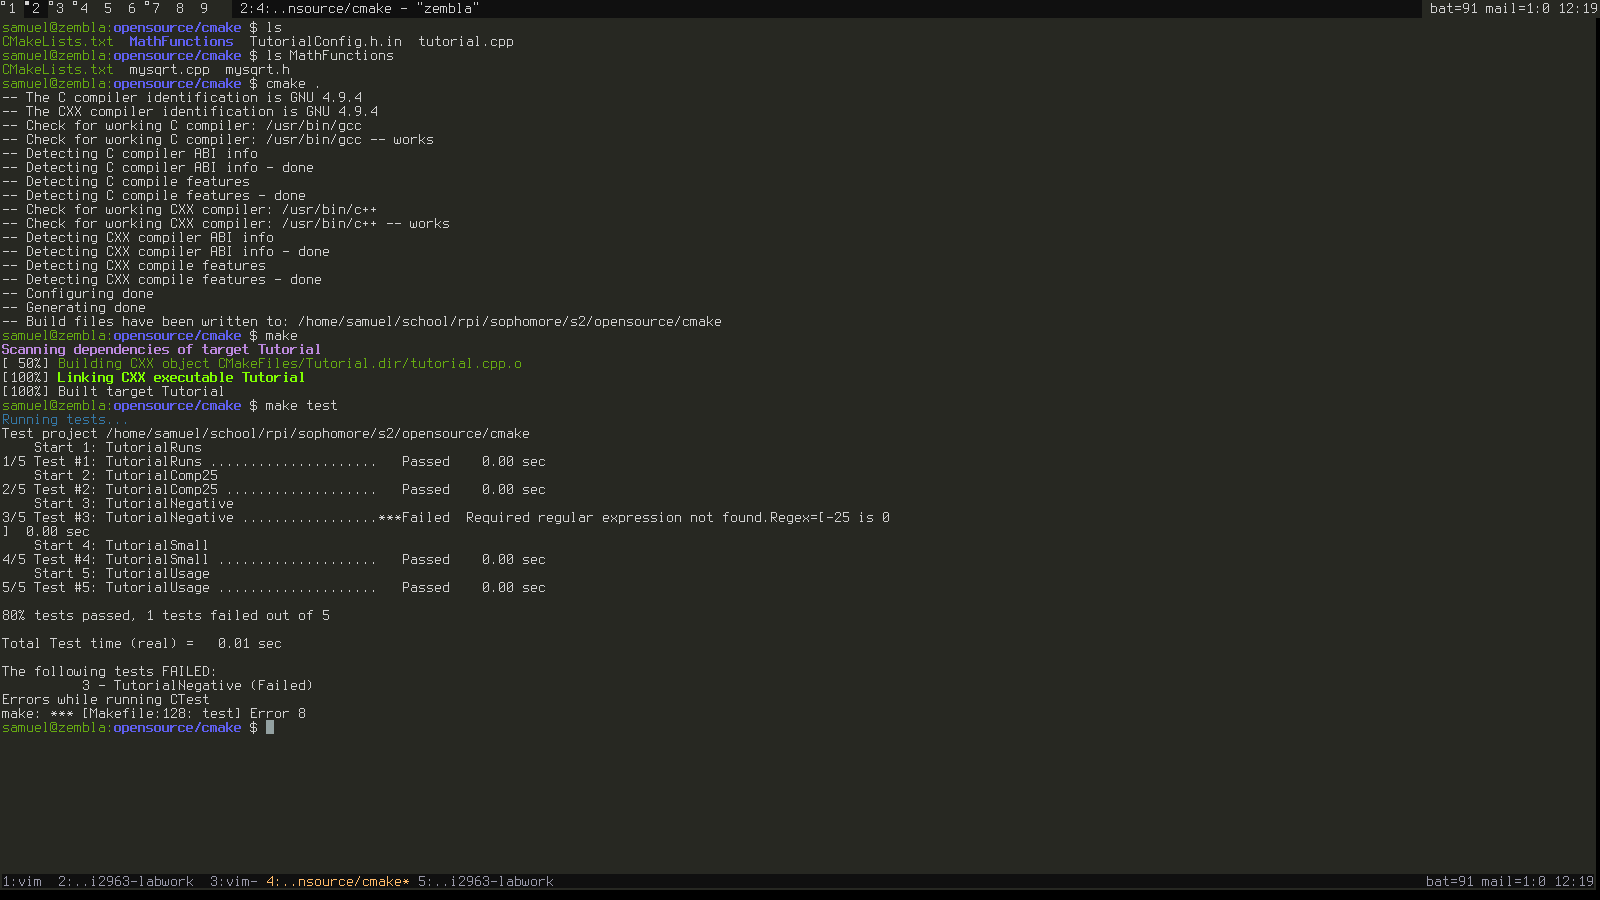 1 2 3 4 5 6 7 8 9 2:4:..nsource/cmake - "zembla" bat=91 mail=1:0 12:19
samuel@zembla:opensource/cmake $ ls
CMakeLists.txt  MathFunctions  TutorialConfig.h.in  tutorial.cpp
samuel@zembla:opensource/cmake $ ls MathFunctions
CMakeLists.txt  mysqrt.cpp  mysqrt.h
samuel@zembla:opensource/cmake $ cmake .
-- The C compiler identification is GNU 4.9.4
-- The CXX compiler identification is GNU 4.9.4
-- Check for working C compiler: /usr/bin/gcc
-- Check for working C compiler: /usr/bin/gcc -- works
-- Detecting C compiler ABI info
-- Detecting C compiler ABI info - done
-- Detecting C compile features
-- Detecting C compile features - done
-- Check for working CXX compiler: /usr/bin/c++
-- Check for working CXX compiler: /usr/bin/c++ -- works
-- Detecting CXX compiler ABI info
-- Detecting CXX compiler ABI info - done
-- Detecting CXX compile features
-- Detecting CXX compile features - done
-- Configuring done
-- Generating done
-- Build files have been written to: /home/samuel/school/rpi/sophomore/s2/opensource/cmake
samuel@zembla:opensource/cmake $ make
Scanning dependencies of target Tutorial
[ 50%] Building CXX object CMakeFiles/Tutorial.dir/tutorial.cpp.o
[100%] Linking CXX executable Tutorial
[100%] Built target Tutorial
samuel@zembla:opensource/cmake $ make test
Running tests...
Test project /home/samuel/school/rpi/sophomore/s2/opensource/cmake
    Start 1: TutorialRuns
1/5 Test #1: TutorialRuns .....................   Passed    0.00 sec
    Start 2: TutorialComp25
2/5 Test #2: TutorialComp25 ...................   Passed    0.00 sec
    Start 3: TutorialNegative
3/5 Test #3: TutorialNegative .................***Failed  Required regular expression not found.Regex=[-25 is 0
]  0.00 sec
    Start 4: TutorialSmall
4/5 Test #4: TutorialSmall ....................   Passed    0.00 sec
    Start 5: TutorialUsage
5/5 Test #5: TutorialUsage ....................   Passed    0.00 sec
80% tests passed, 1 tests failed out of 5
Total Test time (real) =   0.01 sec
The following tests FAILED:
          3 - TutorialNegative (Failed)
Errors while running CTest
make: *** [Makefile:128: test] Error 8
samuel@zembla:opensource/cmake $
1:vim  2:..i2963-labwork  3:vim- 4:..nsource/cmake* 5:..i2963-labwork bat=91 mail=1:0 12:19